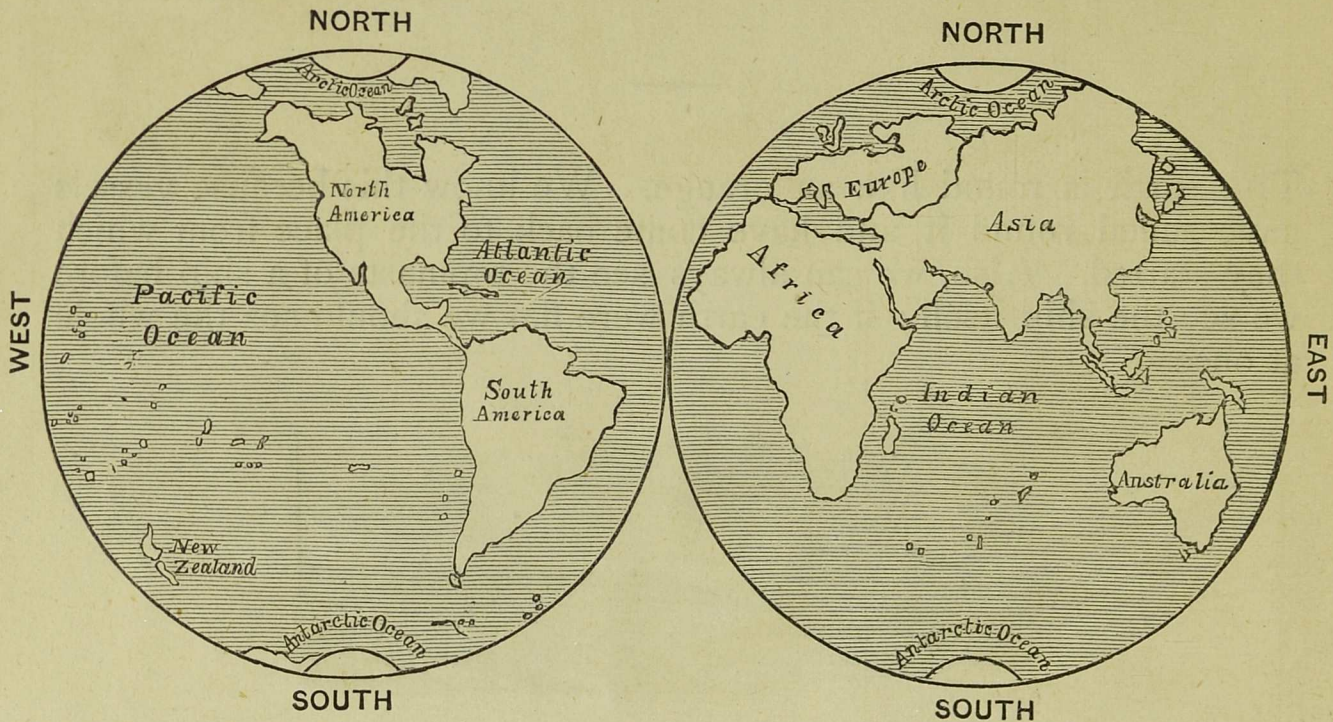 NORTH
Arctic Ocean
North
America
Atlantic
Ocean
Pacific
Ocean
WEST
South
America
New
Zealand
Antarctic Ocean
SOUTH
NORTH
Arctic Ocean
Europe
Asia
Africa
EAST
Indian
Ocean
Australia
Antarctic Ocean
SOUTH